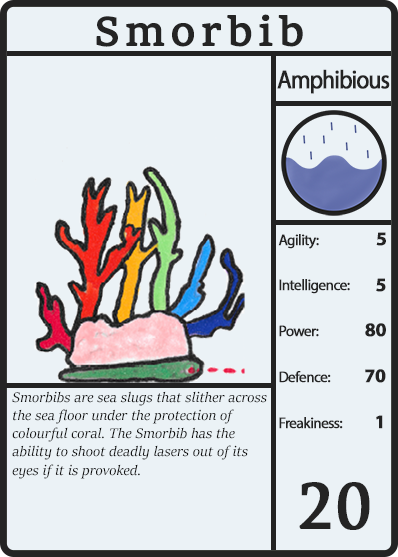 Smorbib
Amphibious
Agility: 5
Intelligence: 5
Power: 80
Defence: 70
Freakiness: 1
20
Smorbibs are sea slugs that slither across
the sea floor under the protection of
colourful coral. The Smorbib has the
ability to shoot deadly lasers out of its
eyes if it is provoked.